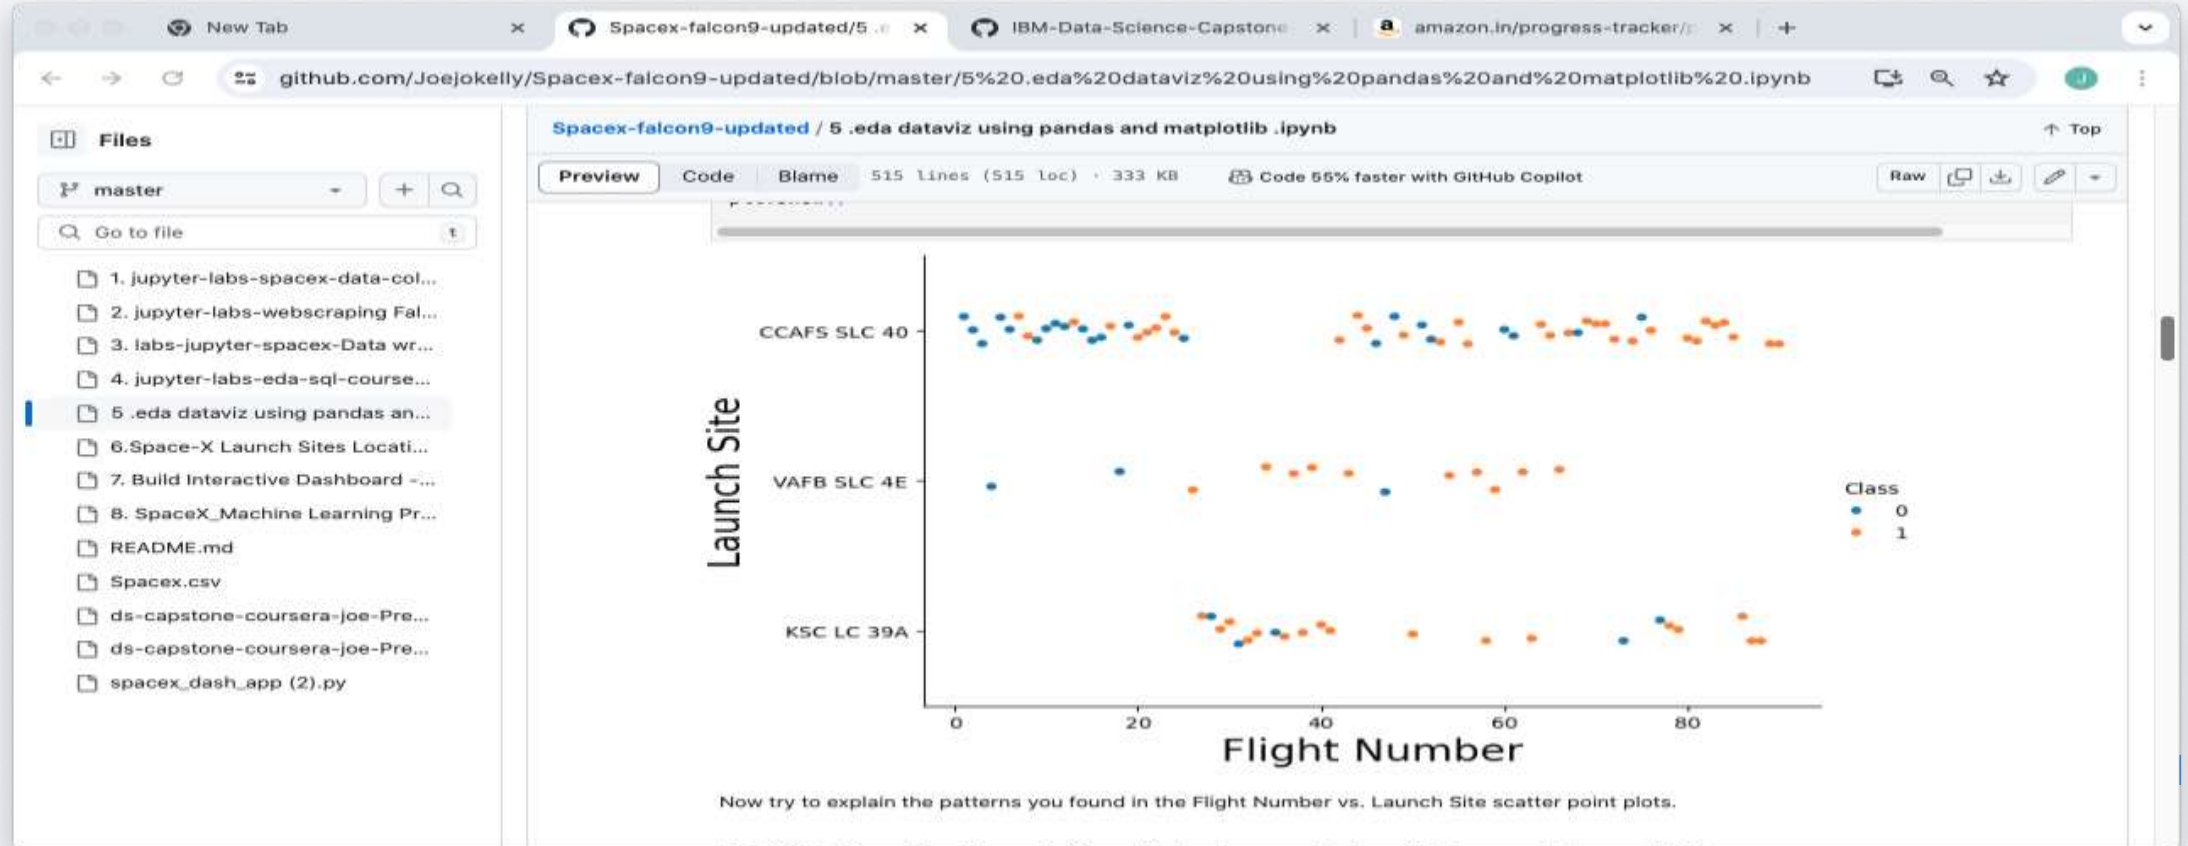 New Tab
Spacex-falcon9-updated/5 .e
IBM-Data-Science-Capstone
amazon.in/progress-tracker/p
github.com/Joejokelly/Spacex-falcon9-updated/blob/master/5%20.eda%20dataviz%20using%20pandas%20and%20matplotlib%20.ipynb
J
Files
master
Go to file
t
1. jupyter-labs-spacex-data-col...
2. jupyter-labs-webscraping Fal...
3. labs-jupyter-spacex-Data wr...
4. jupyter-labs-eda-sql-course...
5 .eda dataviz using pandas an...
6.Space-X Launch Sites Locati...
7. Build Interactive Dashboard -...
8. SpaceX_Machine Learning Pr...
README.md
Spacex.csv
ds-capstone-coursera-joe-Pre...
ds-capstone-coursera-joe-Pre...
spacex_dash_app (2).py
Spacex-falcon9-updated / 5 .eda dataviz using pandas and matplotlib .ipynb
Top
Preview
Code
Blame
515 lines (515 loc) · 333 KB
Code 55% faster with GitHub Copilot
Raw
Launch Site
CCAFS SLC 40
VAFB SLC 4E
KSC LC 39A
Class
0
1
0 20 40 60 80
Flight Number
Now try to explain the patterns you found in the Flight Number vs. Launch Site scatter point plots.